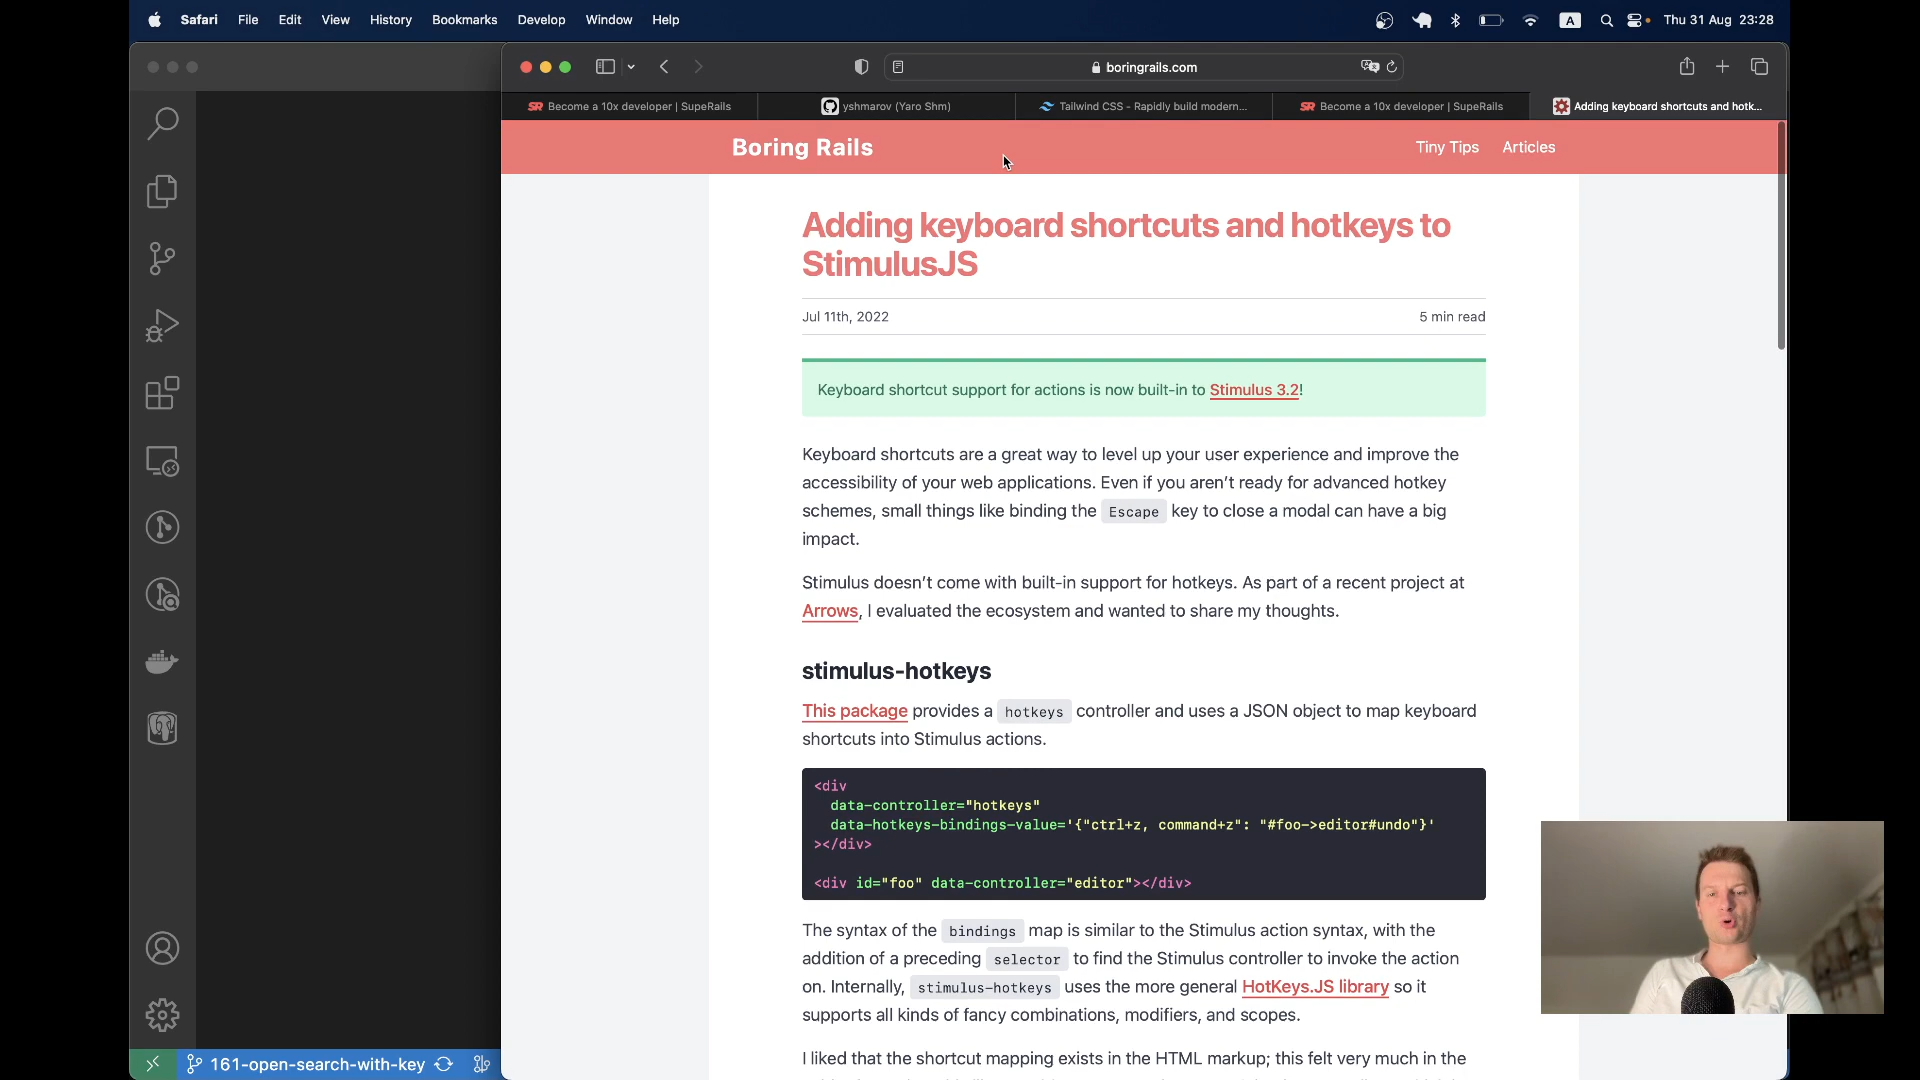 Safari File Edit View History Bookmarks Develop Window Help
A Thu 31 Aug 23:28
boringrails.com
SR Become a 10x developer | SupeRails
yshmarov (Yaro Shm)
Tailwind CSS - Rapidly build modern...
SR Become a 10x developer | SupeRails
Adding keyboard shortcuts and hotk...
Boring Rails
Tiny Tips Articles
Adding keyboard shortcuts and hotkeys to
StimulusJS
Jul 11th, 2022
5 min read
Keyboard shortcut support for actions is now built-in to Stimulus 3.2!
Keyboard shortcuts are a great way to level up your user experience and improve the
accessibility of your web applications. Even if you aren't ready for advanced hotkey
schemes, small things like binding the Escape key to close a modal can have a big
impact.
Stimulus doesn't come with built-in support for hotkeys. As part of a recent project at
Arrows, I evaluated the ecosystem and wanted to share my thoughts.
stimulus-hotkeys
This package provides a hotkeys controller and uses a JSON object to map keyboard
shortcuts into Stimulus actions.
<div
data-controller="hotkeys"
data-hotkeys-bindings-value='{"ctrl+z, command+z": "#foo->editor#undo"}'
></div>
<div id="foo" data-controller="editor"></div>
The syntax of the bindings map is similar to the Stimulus action syntax, with the
addition of a preceding selector to find the Stimulus controller to invoke the action
on. Internally, stimulus-hotkeys uses the more general HotKeys.JS library so it
supports all kinds of fancy combinations, modifiers, and scopes.
I liked that the shortcut mapping exists in the HTML markup; this felt very much in the
161-open-search-with-key